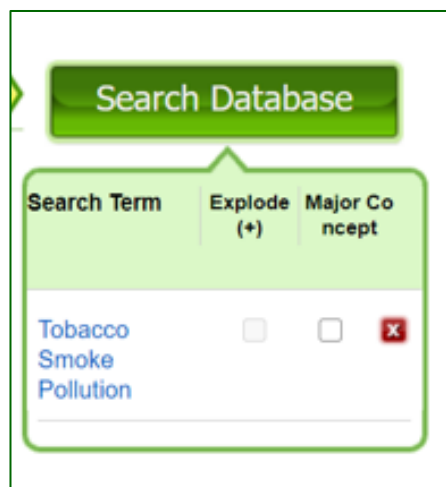 Search Database
Search Term Explode Major Co
(+) ncept
Tobacco
Smoke
Pollution
x